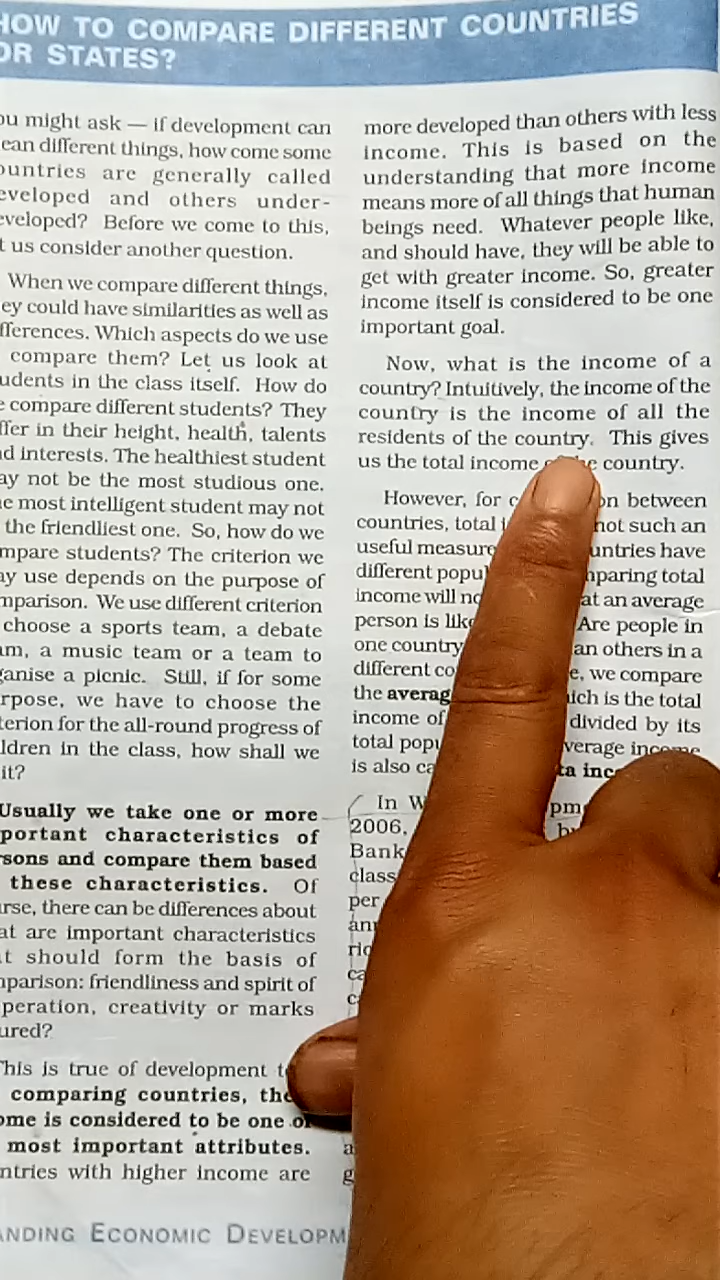 HOW TO COMPARE DIFFERENT COUNTRIES
OR STATES?
ou might ask — if development can
ean different things, how come some
ountries are generally called
eveloped and others under-
eveloped? Before we come to this,
t us consider another question.
When we compare different things,
ey could have similarities as well as
fferences. Which aspects do we use
compare them? Let us look at
udents in the class itself. How do
e compare different students? They
ffer in their height, health, talents
nd interests. The healthiest student
ay not be the most studious one.
he most intelligent student may not
the friendliest one. So, how do we
mpare students? The criterion we
ay use depends on the purpose of
mparison. We use different criterion
choose a sports team, a debate
am, a music team or a team to
ganise a picnic. Still, if for some
rpose, we have to choose the
terion for the all-round progress of
ldren in the class, how shall we
it?
Usually we take one or more
portant characteristics of
rsons and compare them based
these characteristics. Of
urse, there can be differences about
at are important characteristics
t should form the basis of
mparison: friendliness and spirit of
peration, creativity or marks
ured?
This is true of development t
comparing countries, the
ome is considered to be one o
most important attributes.
ntries with higher income are
more developed than others with less
income. This is based on the
understanding that more income
means more of all things that human
beings need. Whatever people like,
and should have, they will be able to
get with greater income. So, greater
income itself is considered to be one
important goal.
Now, what is the income of a
country? Intuitively, the income of the
country is the income of all the
residents of the country. This gives
us the total income country.
However, for c on between
countries, total not such an
useful measure untries have
different popu paring total
income will at an average
person is Are people in
one country an others in a
different co e, we compare
the averag ich is the total
income of divided by its
total popu verage income
is also ca ta inc
In W pm
2006,
Bank
class
per
an
ric
ca
c
a
g
ANDING ECONOMIC DEVELOPM